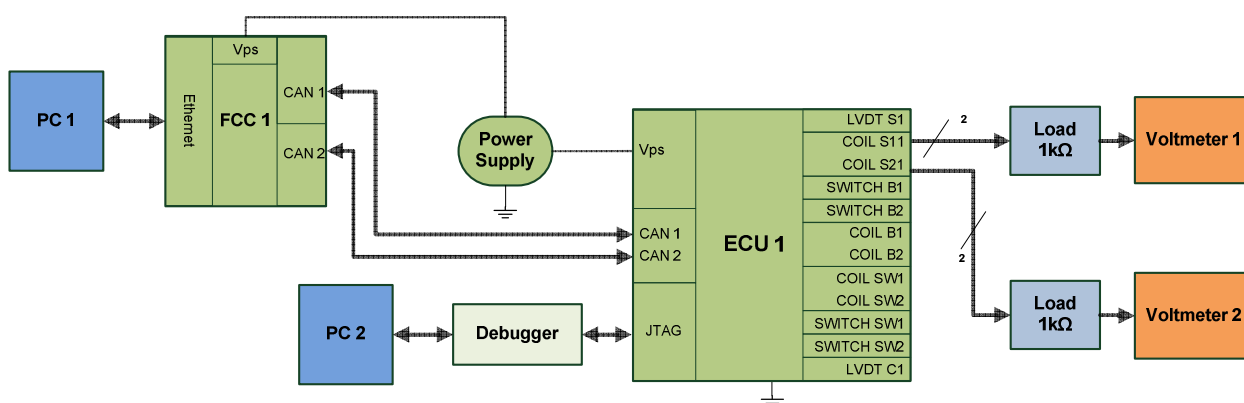 PC 1
Ethernet
Vps
FCC 1
CAN 1
CAN 2
Power
Supply
Vps
CAN 1
CAN 2
JTAG
ECU 1
LVDT S1
COIL S11
COIL S21
SWITCH B1
SWITCH B2
COIL B1
COIL B2
COIL SW1
COIL SW2
SWITCH SW1
SWITCH SW2
LVDT C1
2
2
Load
1kΩ
Voltmeter 1
Load
1kΩ
Voltmeter 2
PC 2
Debugger